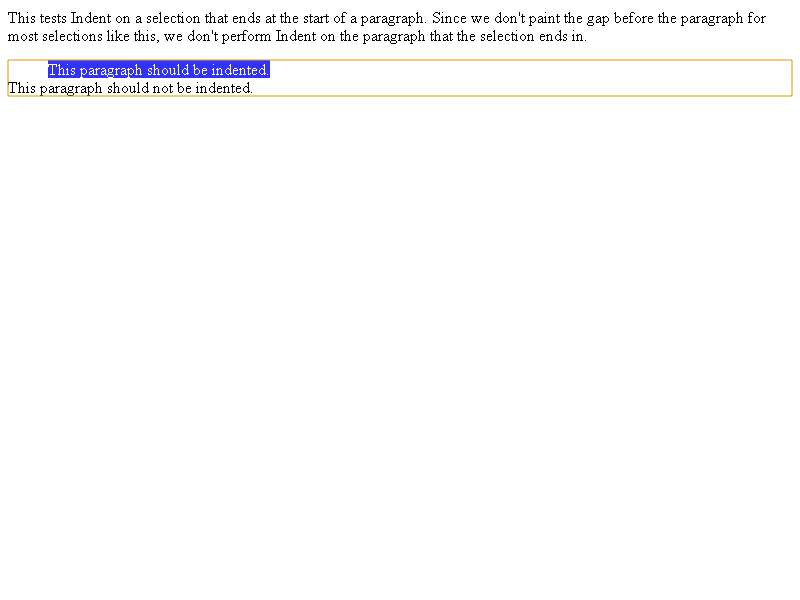 This tests Indent on a selection that ends at the start of a paragraph. Since we don't paint the gap before the paragraph for
most selections like this, we don't perform Indent on the paragraph that the selection ends in.
This paragraph should be indented.
This paragraph should not be indented.